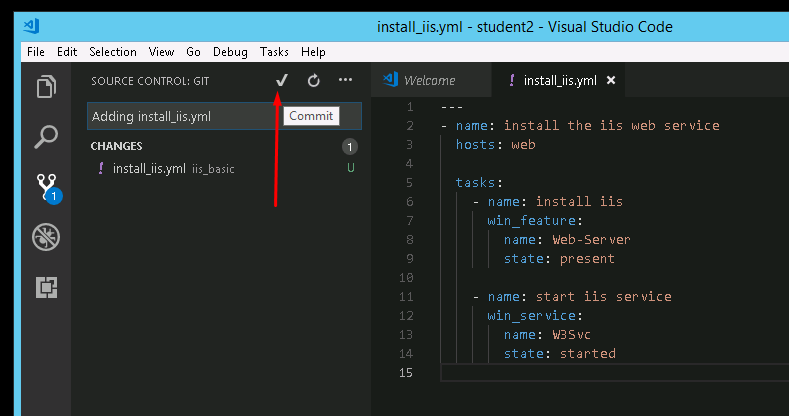 install_iis.yml - student2 - Visual Studio Code
File Edit Selection View Go Debug Tasks Help
SOURCE CONTROL: GIT
Adding install_iis.yml
Commit
CHANGES 1
! install_iis.yml iis_basic U
1
Welcome
! install_iis.yml ×
1 ---
2 - name: install the iis web service
3 hosts: web
4
5 tasks:
6 - name: install iis
7 win_feature:
8 name: Web-Server
9 state: present
10
11 - name: start iis service
12 win_service:
13 name: W3Svc
14 state: started
15